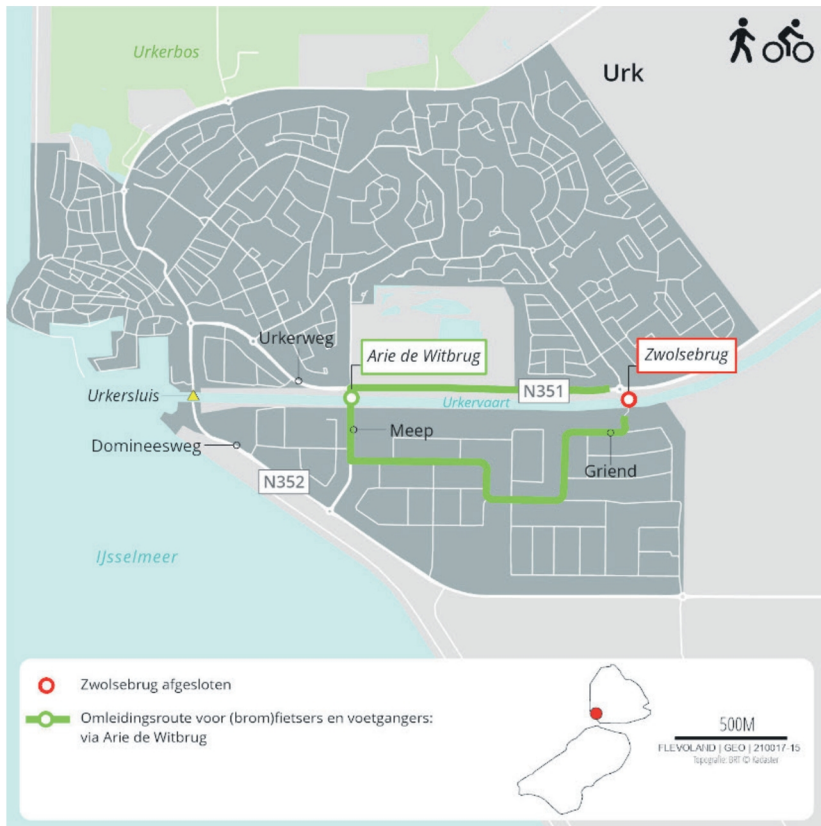 Urkerbos
Urk
Urkerweg
Arie de Witbrug
Zwolsebrug
Urkersluis
N351
Urkervaart
Meep
Domineesweg
Griend
N352
IJsselmeer
Zwolsebrug afgesloten
Omleidingsroute voor (brom)fietsers en voetgangers:
via Arie de Witbrug
500M
FLEVOLAND | GEO | 210017-15
Topografie: BRT © Kadaster